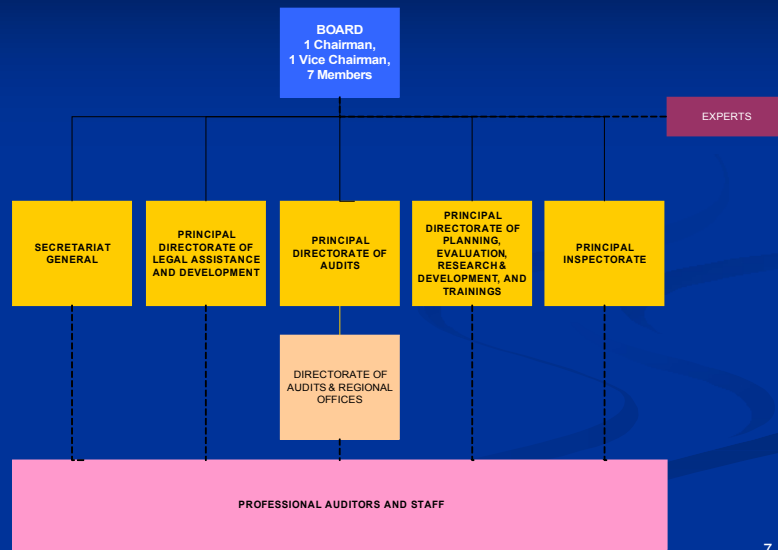 BOARD
1 Chairman,
1 Vice Chairman,
7 Members
EXPERTS
SECRETARIAT
GENERAL
PRINCIPAL
DIRECTORATE OF
LEGAL ASSISTANCE
AND DEVELOPMENT
PRINCIPAL
DIRECTORATE OF
AUDITS
PRINCIPAL
DIRECTORATE OF
PLANNING,
EVALUATION,
RESEARCH &
DEVELOPMENT, AND
TRAININGS
PRINCIPAL
INSPECTORATE
DIRECTORATE OF
AUDITS & REGIONAL
OFFICES
PROFESSIONAL AUDITORS AND STAFF
7